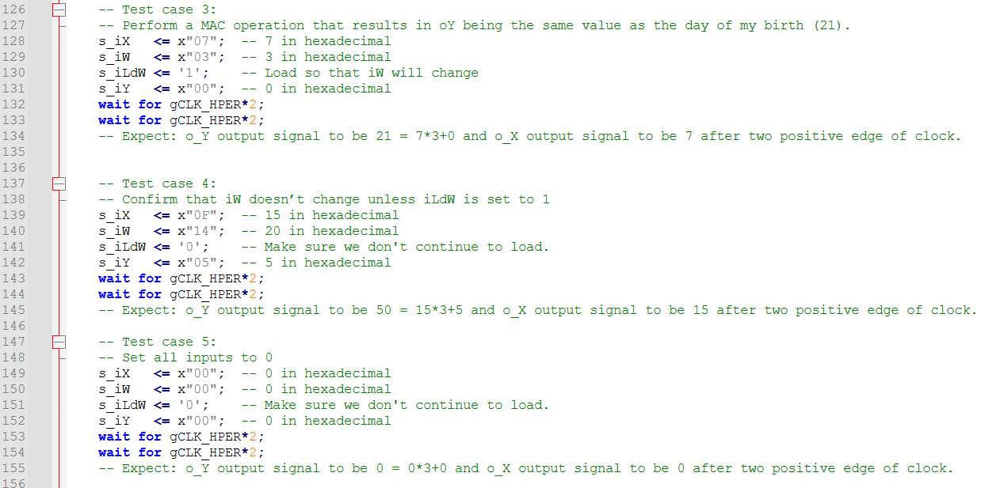 126 -- Test case 3:
127 -- Perform a MAC operation that results in oY being the same value as the day of my birth (21).
128 s_iX <= x"07"; -- 7 in hexadecimal
129 s_iW <= x"03"; -- 3 in hexadecimal
130 s_iLdW <= '1'; -- Load so that iW will change
131 s_iY <= x"00"; -- 0 in hexadecimal
132 wait for gCLK_HPER*2;
133 wait for gCLK_HPER*2;
134 -- Expect: o_Y output signal to be 21 = 7*3+0 and o_X output signal to be 7 after two positive edge of clock.
135
136
137 -- Test case 4:
138 -- Confirm that iW doesn’t change unless iLdW is set to 1
139 s_iX <= x"0F"; -- 15 in hexadecimal
140 s_iW <= x"14"; -- 20 in hexadecimal
141 s_iLdW <= '0'; -- Make sure we don't continue to load.
142 s_iY <= x"05"; -- 5 in hexadecimal
143 wait for gCLK_HPER*2;
144 wait for gCLK_HPER*2;
145 -- Expect: o_Y output signal to be 50 = 15*3+5 and o_X output signal to be 15 after two positive edge of clock.
146
147 -- Test case 5:
148 -- Set all inputs to 0
149 s_iX <= x"00"; -- 0 in hexadecimal
150 s_iW <= x"00"; -- 0 in hexadecimal
151 s_iLdW <= '0'; -- Make sure we don't continue to load.
152 s_iY <= x"00"; -- 0 in hexadecimal
153 wait for gCLK_HPER*2;
154 wait for gCLK_HPER*2;
155 -- Expect: o_Y output signal to be 0 = 0*3+0 and o_X output signal to be 0 after two positive edge of clock.
156